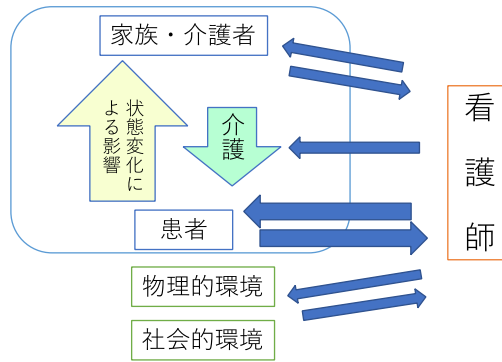 家族・介護者
状態変化に
よる影響
介護
看護師
患者
物理的環境
社会的環境